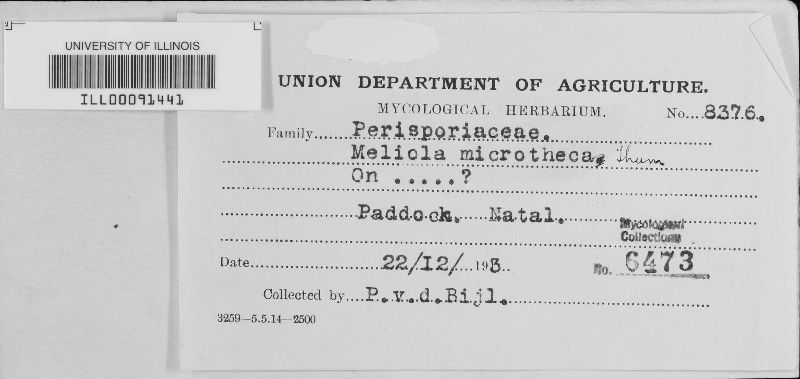 UNIVERSITY OF ILLINOIS
ILL00091441
UNION DEPARTMENT OF AGRICULTURE.
MYCOLOGICAL HERBARIUM. No....8376.
Family......Perisporiaceae.
Meliola microtheca, Thum
On .....?
Paddock, Natal.
Mycological
Collections
Date 22/12/ 193..
No. 6473
Collected by....P.v.d.Bijl.
3259—5.5.14—2500